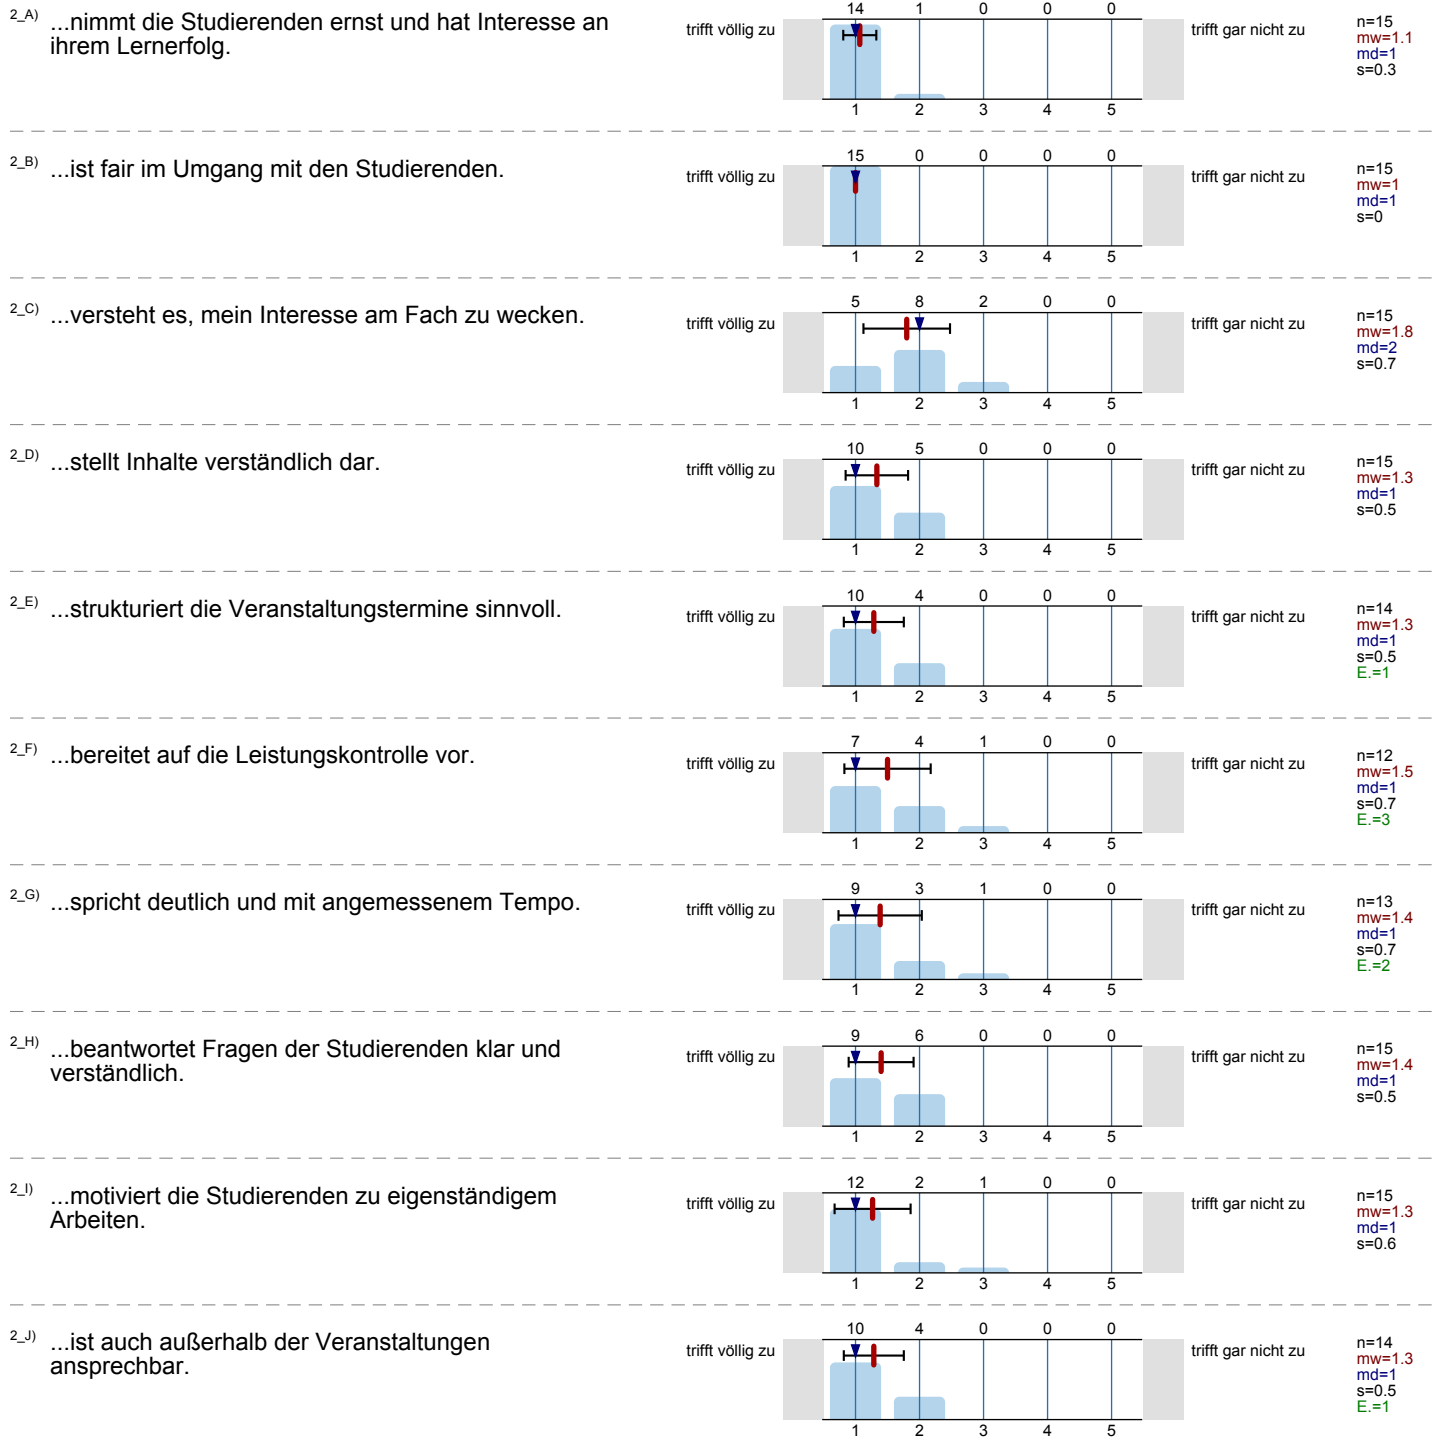 2_A) ...nimmt die Studierenden ernst und hat Interesse an
ihrem Lernerfolg.
trifft völlig zu
14 1 0 0 0
1 2 3 4 5
trifft gar nicht zu
n=15
mw=1.1
md=1
s=0.3
2_B) ...ist fair im Umgang mit den Studierenden.
trifft völlig zu
15 0 0 0 0
1 2 3 4 5
trifft gar nicht zu
n=15
mw=1
md=1
s=0
2_C) ...versteht es, mein Interesse am Fach zu wecken.
trifft völlig zu
5 8 2 0 0
1 2 3 4 5
trifft gar nicht zu
n=15
mw=1.8
md=2
s=0.7
2_D) ...stellt Inhalte verständlich dar.
trifft völlig zu
10 5 0 0 0
1 2 3 4 5
trifft gar nicht zu
n=15
mw=1.3
md=1
s=0.5
2_E) ...strukturiert die Veranstaltungstermine sinnvoll.
trifft völlig zu
10 4 0 0 0
1 2 3 4 5
trifft gar nicht zu
n=14
mw=1.3
md=1
s=0.5
E.=1
2_F) ...bereitet auf die Leistungskontrolle vor.
trifft völlig zu
7 4 1 0 0
1 2 3 4 5
trifft gar nicht zu
n=12
mw=1.5
md=1
s=0.7
E.=3
2_G) ...spricht deutlich und mit angemessenem Tempo.
trifft völlig zu
9 3 1 0 0
1 2 3 4 5
trifft gar nicht zu
n=13
mw=1.4
md=1
s=0.7
E.=2
2_H) ...beantwortet Fragen der Studierenden klar und
verständlich.
trifft völlig zu
9 6 0 0 0
1 2 3 4 5
trifft gar nicht zu
n=15
mw=1.4
md=1
s=0.5
2_I) ...motiviert die Studierenden zu eigenständigem
Arbeiten.
trifft völlig zu
12 2 1 0 0
1 2 3 4 5
trifft gar nicht zu
n=15
mw=1.3
md=1
s=0.6
2_J) ...ist auch außerhalb der Veranstaltungen
ansprechbar.
trifft völlig zu
10 4 0 0 0
1 2 3 4 5
trifft gar nicht zu
n=14
mw=1.3
md=1
s=0.5
E.=1